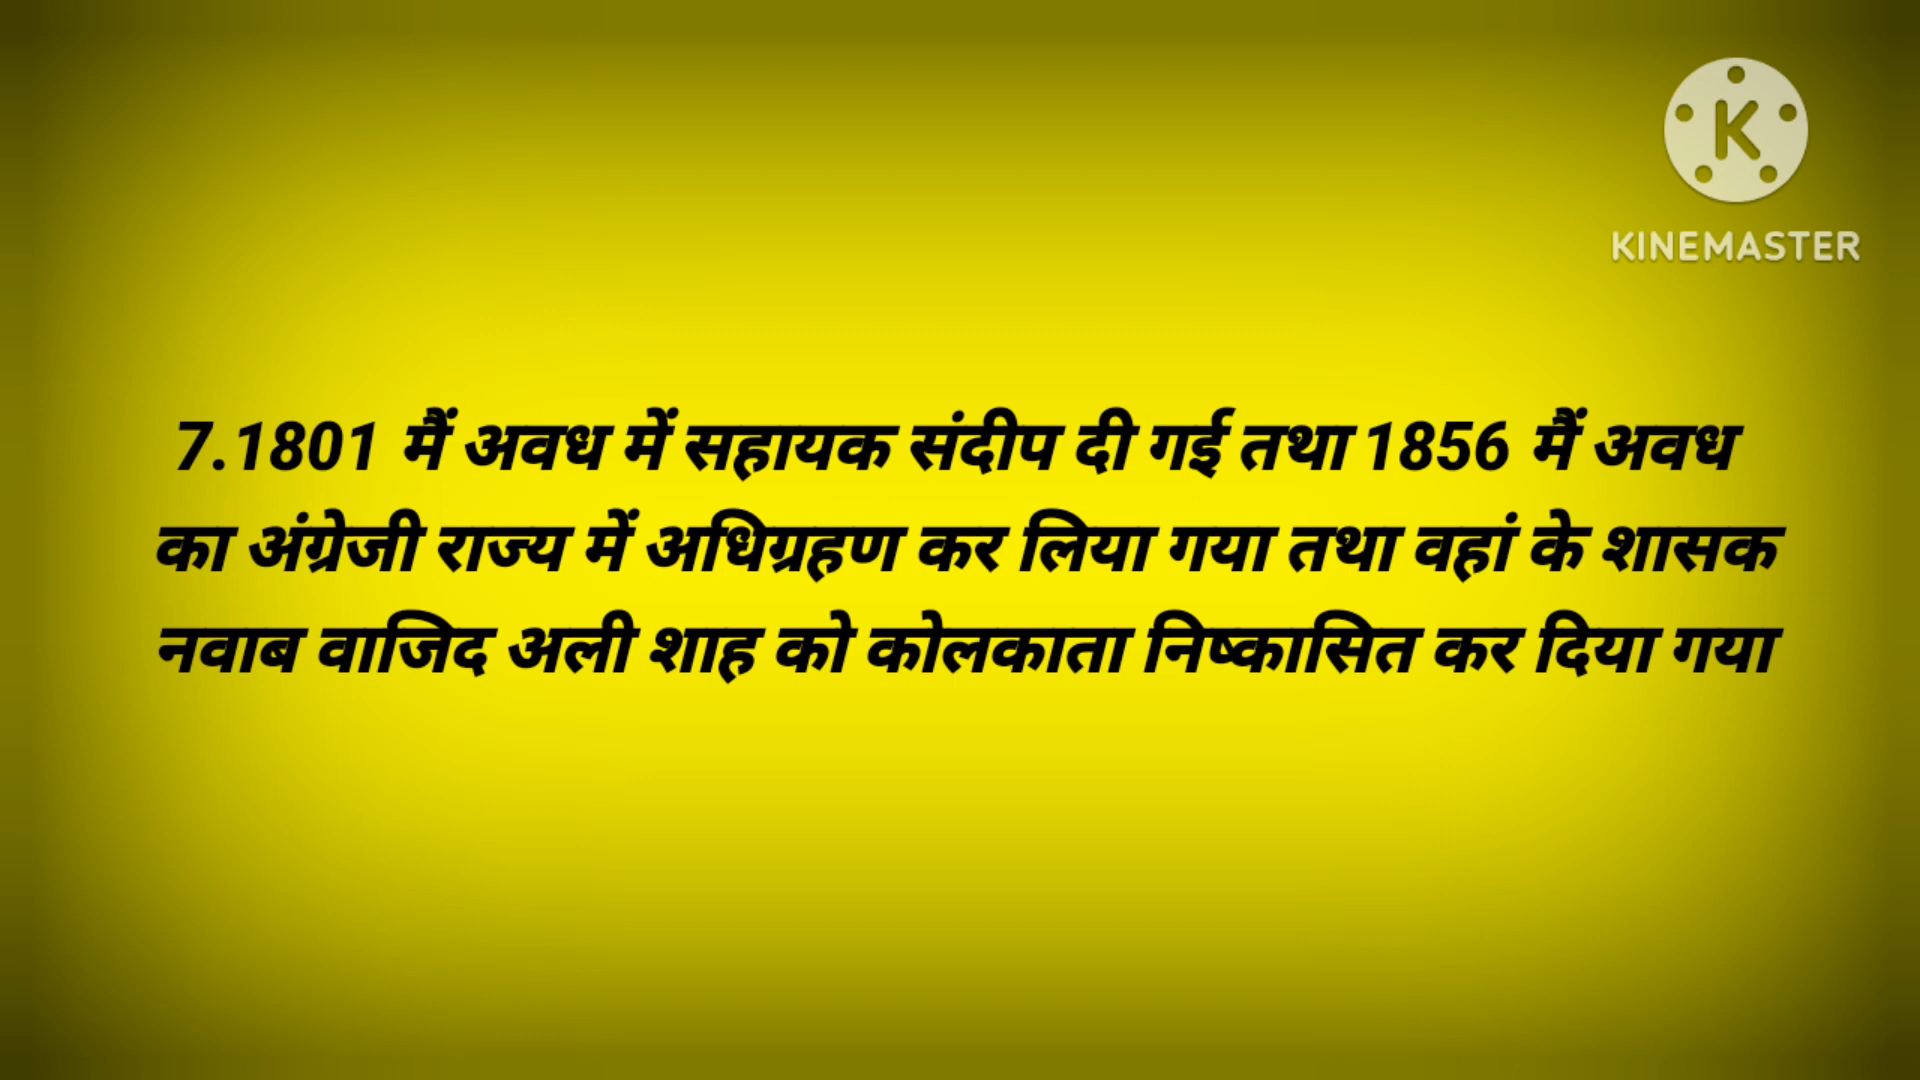 KINEMASTER
7.1801 मैं अवध में सहायक संदीप दी गई तथा 1856 मैं अवध
का अंग्रेजी राज्य में अधिग्रहण कर लिया गया तथा वहां के शासक
नवाब वाजिद अली शाह को कोलकाता निष्कासित कर दिया गया